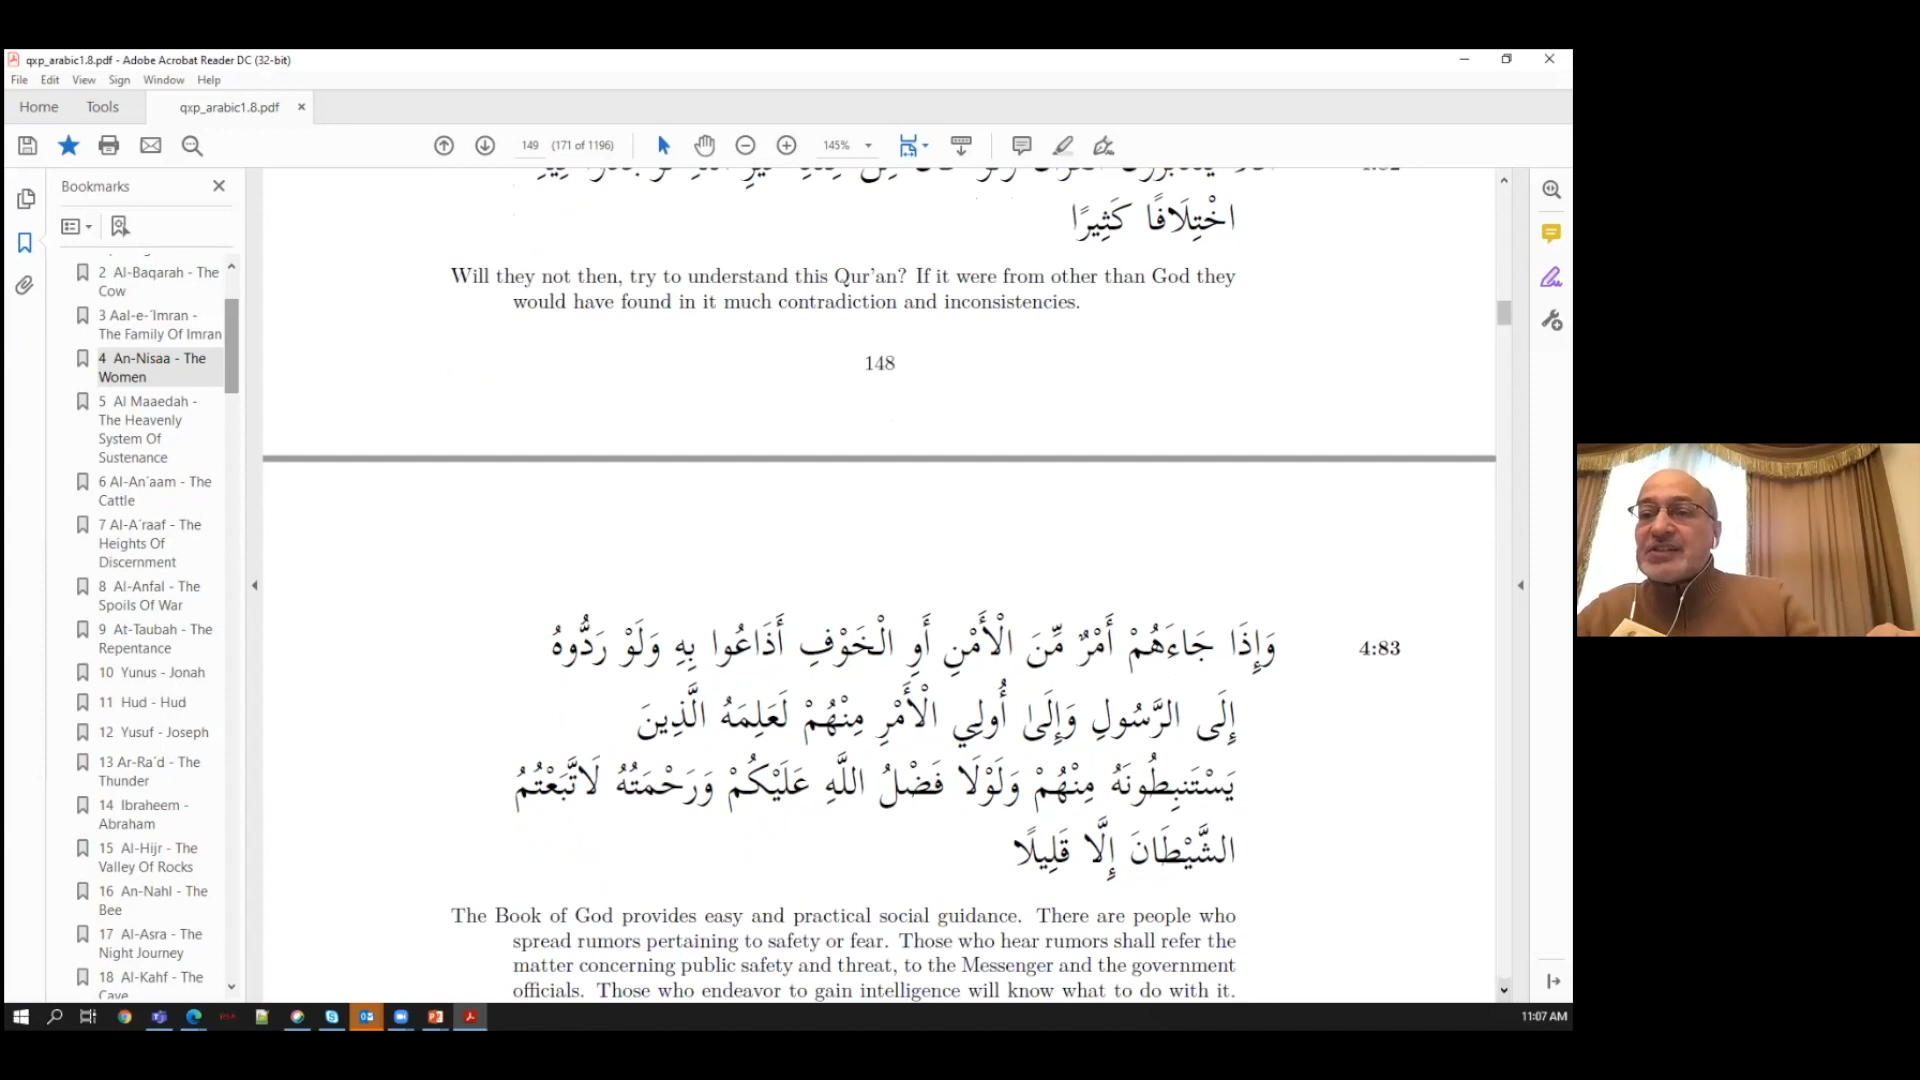 qxp_arabic1.8.pdf - Adobe Acrobat Reader DC (32-bit)
File Edit View Sign Window Help
Home Tools qxp_arabic1.8.pdf ×
149 (171 of 1196) 145%
Bookmarks
2 Al-Baqarah - The
Cow
3 Aal-e-´Imran -
The Family Of Imran
4 An-Nisaa - The
Women
5 Al Maaedah -
The Heavenly
System Of
Sustenance
6 Al-An´aam - The
Cattle
7 Al-A´raaf - The
Heights Of
Discernment
8 Al-Anfal - The
Spoils Of War
9 At-Taubah - The
Repentance
10 Yunus - Jonah
11 Hud - Hud
12 Yusuf - Joseph
13 Ar-Ra´d - The
Thunder
14 Ibraheem -
Abraham
15 Al-Hijr - The
Valley Of Rocks
16 An-Nahl - The
Bee
17 Al-Asra - The
Night Journey
18 Al-Kahf - The
Cave
اخْتِلَافًا كَثِيرًا
Will they not then, try to understand this Qur’an? If it were from other than God they
would have found in it much contradiction and inconsistencies.
148
وَإِذَا جَاءَهُمْ أَمْرٌ مِّنَ الْأَمْنِ أَوِ الْخَوْفِ أَذَاعُوا بِهِ وَلَوْ رَدُّوهُ 4:83
إِلَى الرَّسُولِ وَإِلَىٰ أُولِي الْأَمْرِ مِنْهُمْ لَعَلِمَهُ الَّذِينَ
يَسْتَنبِطُونَهُ مِنْهُمْ وَلَوْلَا فَضْلُ اللَّهِ عَلَيْكُمْ وَرَحْمَتُهُ لَاتَّبَعْتُمُ
الشَّيْطَانَ إِلَّا قَلِيلًا
The Book of God provides easy and practical social guidance. There are people who
spread rumors pertaining to safety or fear. Those who hear rumors shall refer the
matter concerning public safety and threat, to the Messenger and the government
officials. Those who endeavor to gain intelligence will know what to do with it.
11:07 AM